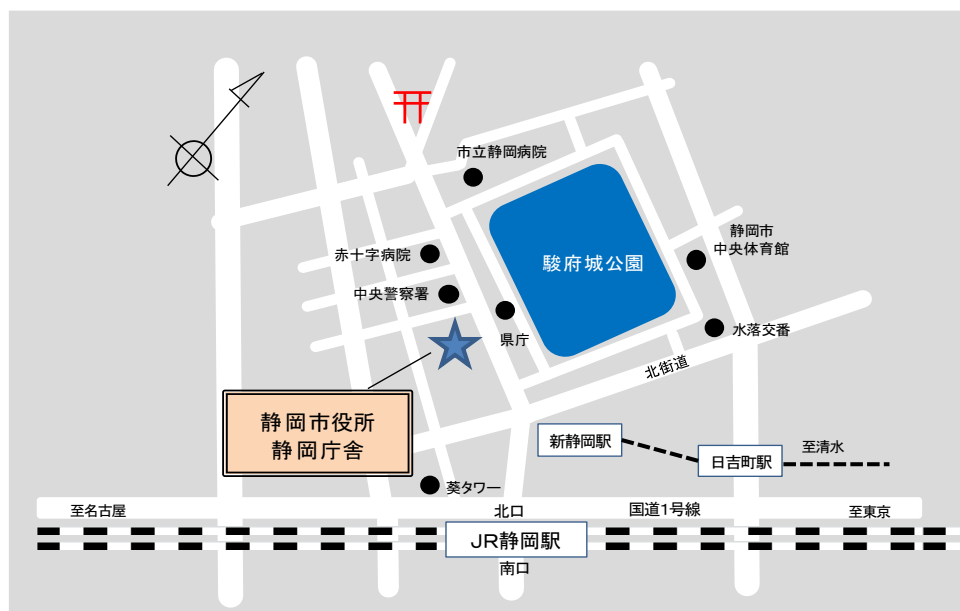 市立静岡病院
赤十字病院
中央警察署
県庁
駿府城公園
静岡市
中央体育館
水落交番
北街道
静岡市役所
静岡庁舎
新静岡駅
日吉町駅
至清水
葵タワー
至名古屋
北口
国道1号線
至東京
JR静岡駅
南口